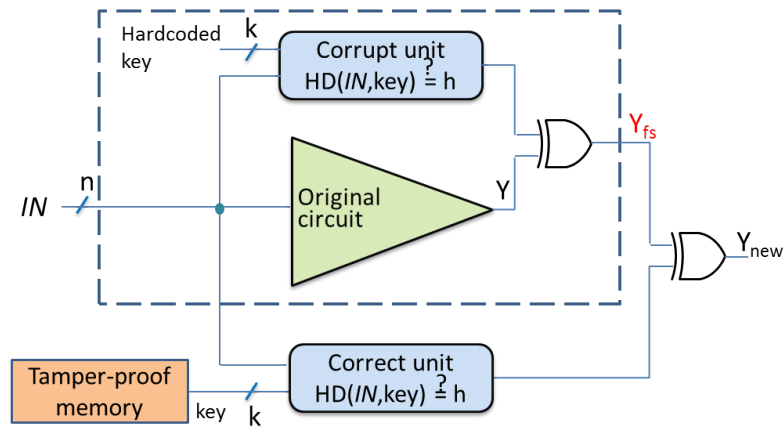 Hardcoded
key
k
Corrupt unit
?
HD(IN,key) = h
n
IN
Original
circuit
Y
Yfs
Ynew
Tamper-proof
memory
key
k
Correct unit
?
HD(IN,key) = h